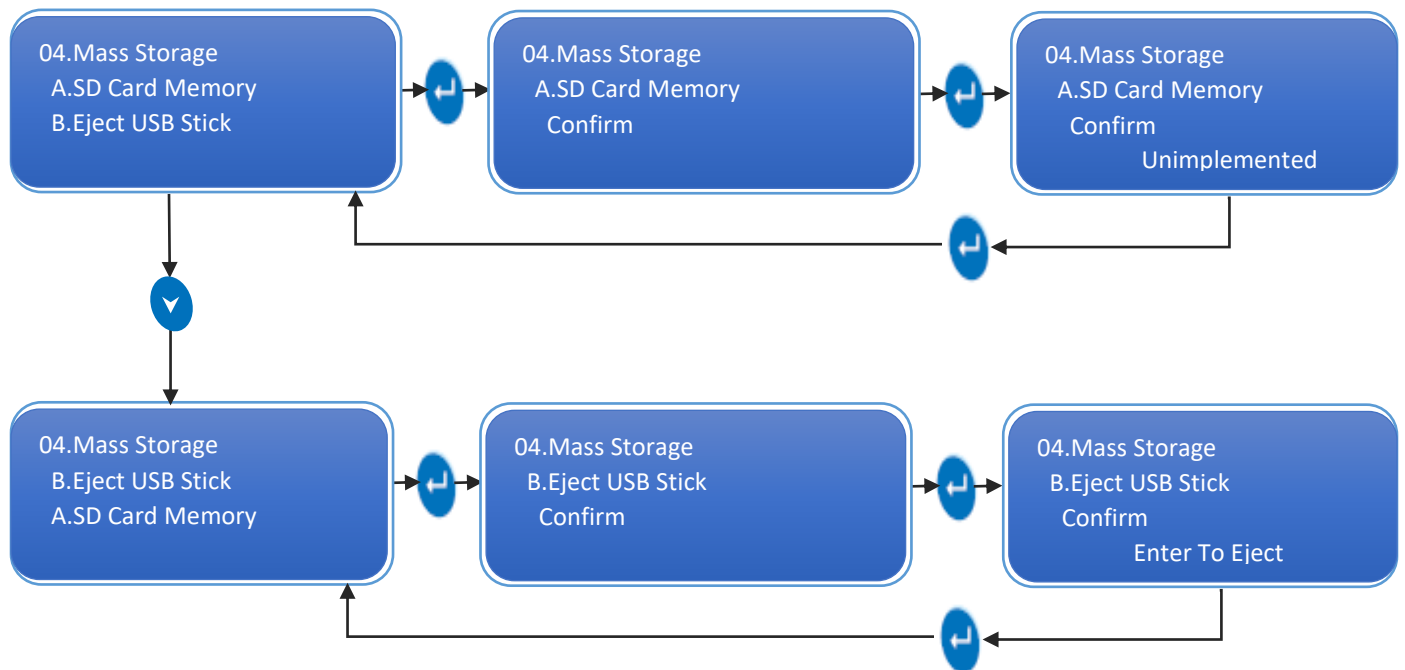 04.Mass Storage
A.SD Card Memory
B.Eject USB Stick
04.Mass Storage
A.SD Card Memory
Confirm
04.Mass Storage
A.SD Card Memory
Confirm
Unimplemented
04.Mass Storage
B.Eject USB Stick
A.SD Card Memory
04.Mass Storage
B.Eject USB Stick
Confirm
04.Mass Storage
B.Eject USB Stick
Confirm
Enter To Eject